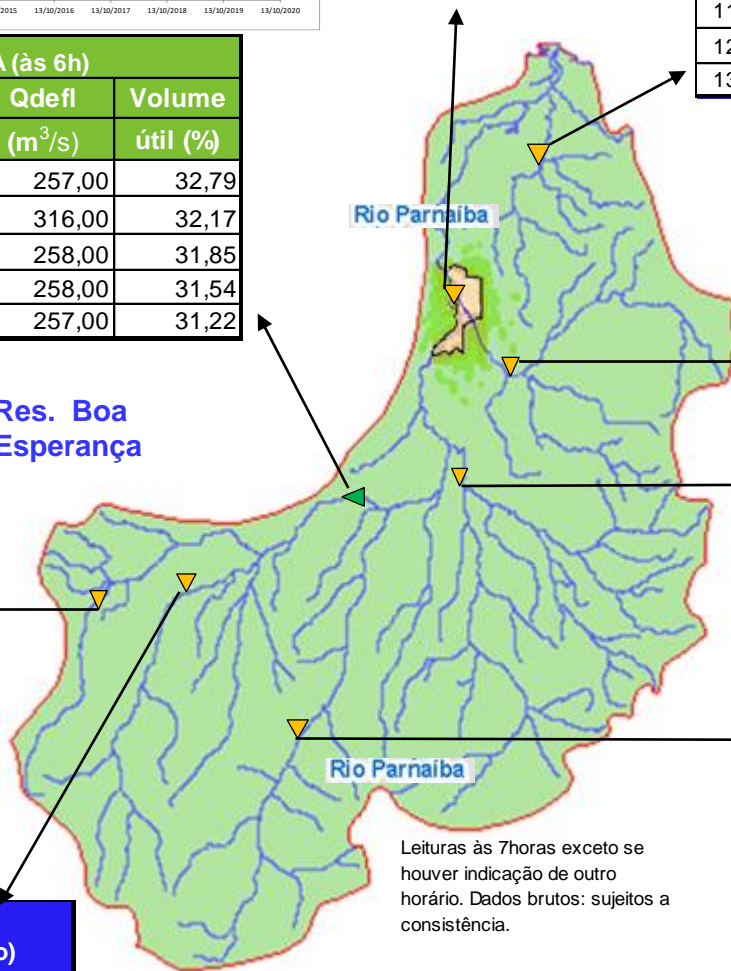 2015 13/10/2016 13/10/2017 13/10/2018 13/10/2019 13/10/2020
11
12
13
A (às 6h)
Qdefl Volume
(m³/s) útil (%)
257,00 32,79
316,00 32,17
258,00 31,85
258,00 31,54
257,00 31,22
Rio Parnaíba
Res. Boa
Esperança
Rio Parnaíba
Leituras às 7horas exceto se
houver indicação de outro
horário. Dados brutos: sujeitos a
consistência.
o)